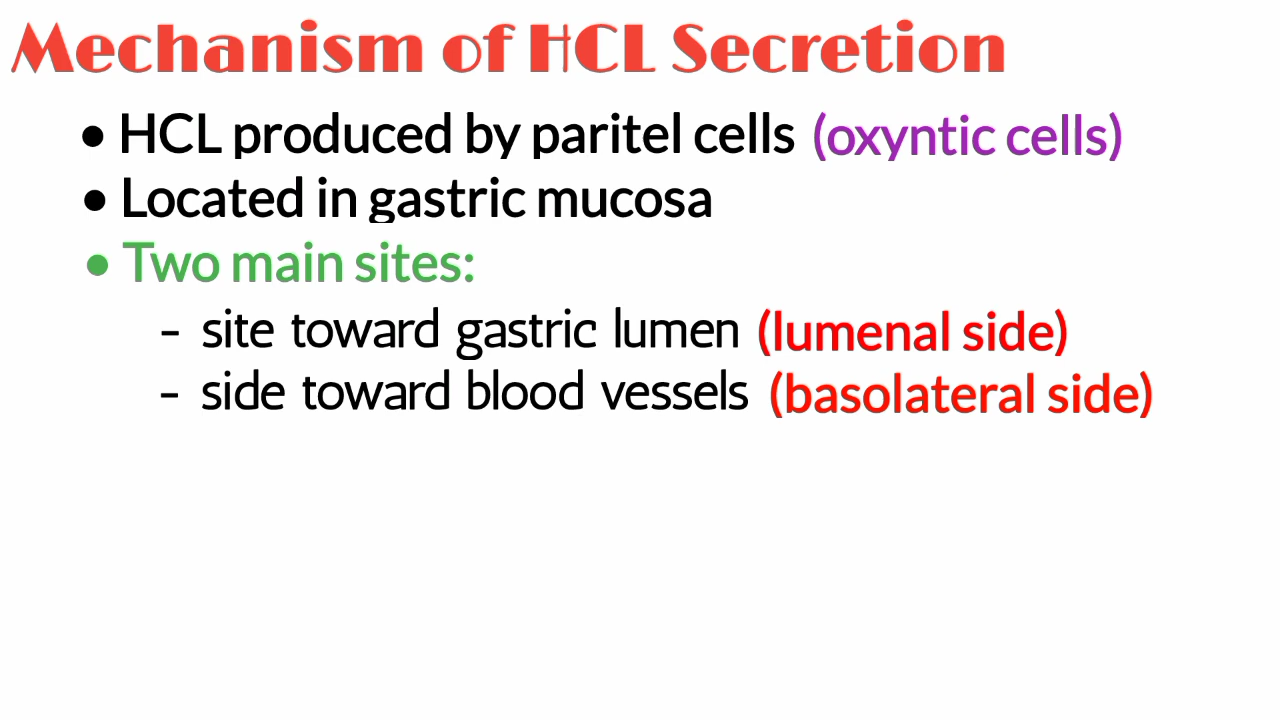 Mechanism of HCL Secretion
• HCL produced by paritel cells (oxyntic cells)
• Located in gastric mucosa
• Two main sites:
- site toward gastric lumen (lumenal side)
- side toward blood vessels (basolateral side)